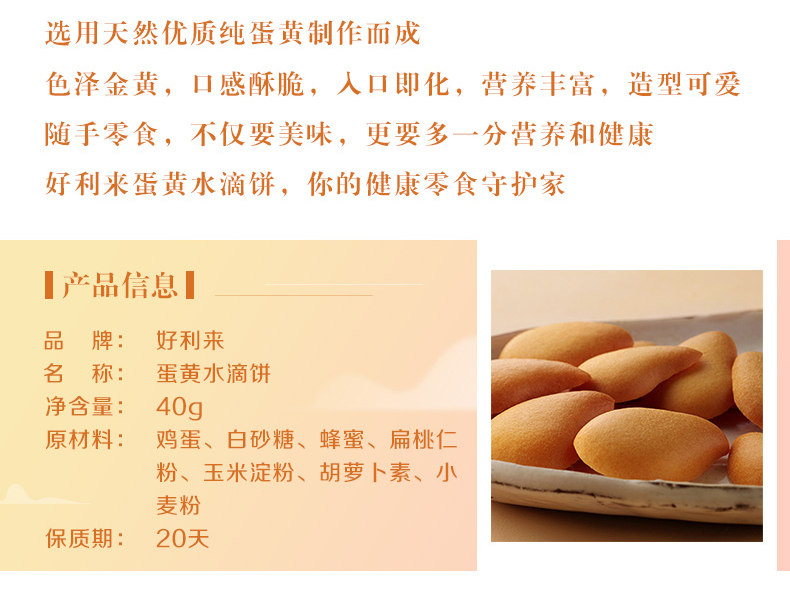 选用天然优质纯蛋黄制作而成
色泽金黄，口感酥脆，入口即化，营养丰富，造型可爱
随手零食，不仅要美味，更要多一分营养和健康
好利来蛋黄水滴饼，你的健康零食守护家
产品信息
品 牌： 好利来
名 称： 蛋黄水滴饼
净含量： 40g
原材料： 鸡蛋、白砂糖、蜂蜜、扁桃仁
粉、玉米淀粉、胡萝卜素、小
麦粉
保质期： 20天